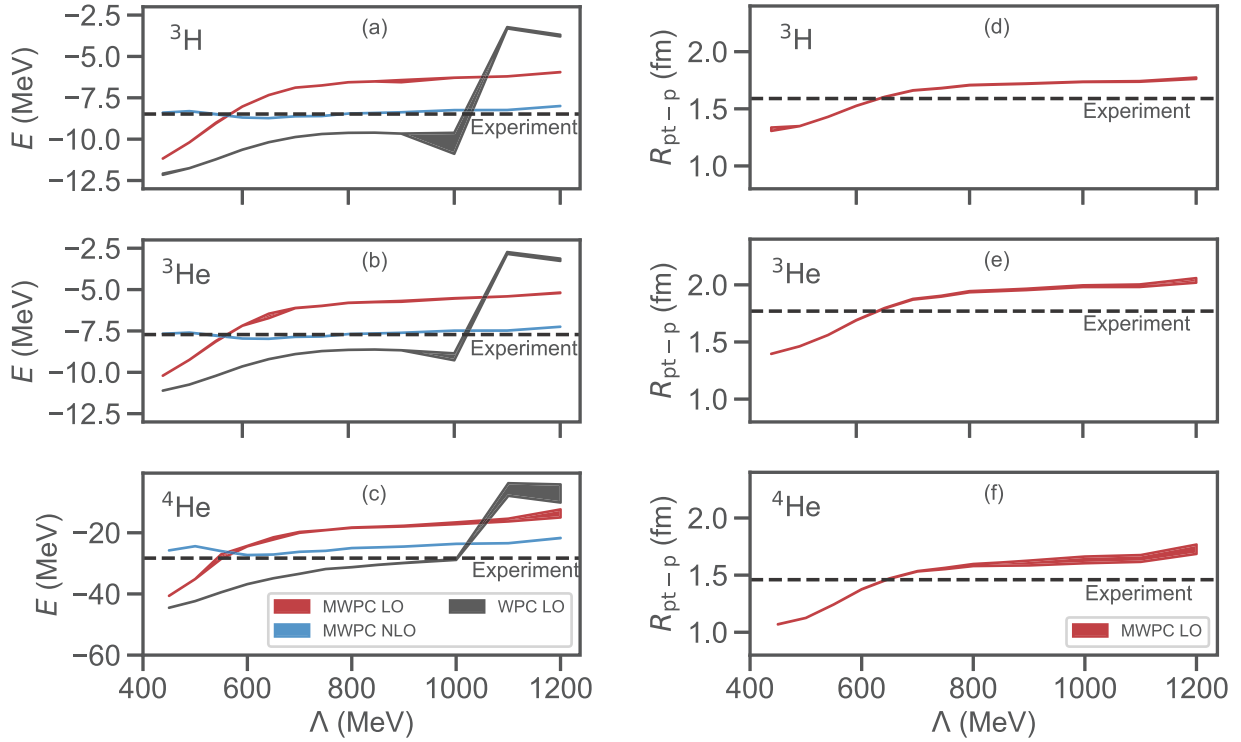 ³H
(a)
E (MeV)
−2.5
−5.0
−7.5
−10.0
−12.5
Experiment
³H
(d)
R_pt−p (fm)
2.0
1.5
1.0
Experiment
³He
(b)
E (MeV)
−2.5
−5.0
−7.5
−10.0
−12.5
Experiment
³He
(e)
R_pt−p (fm)
2.0
1.5
1.0
Experiment
⁴He
(c)
E (MeV)
−20
−40
−60
Experiment
MWPC LO
MWPC NLO
WPC LO
400 600 800 1000 1200
Λ (MeV)
⁴He
(f)
R_pt−p (fm)
2.0
1.5
1.0
Experiment
MWPC LO
400 600 800 1000 1200
Λ (MeV)